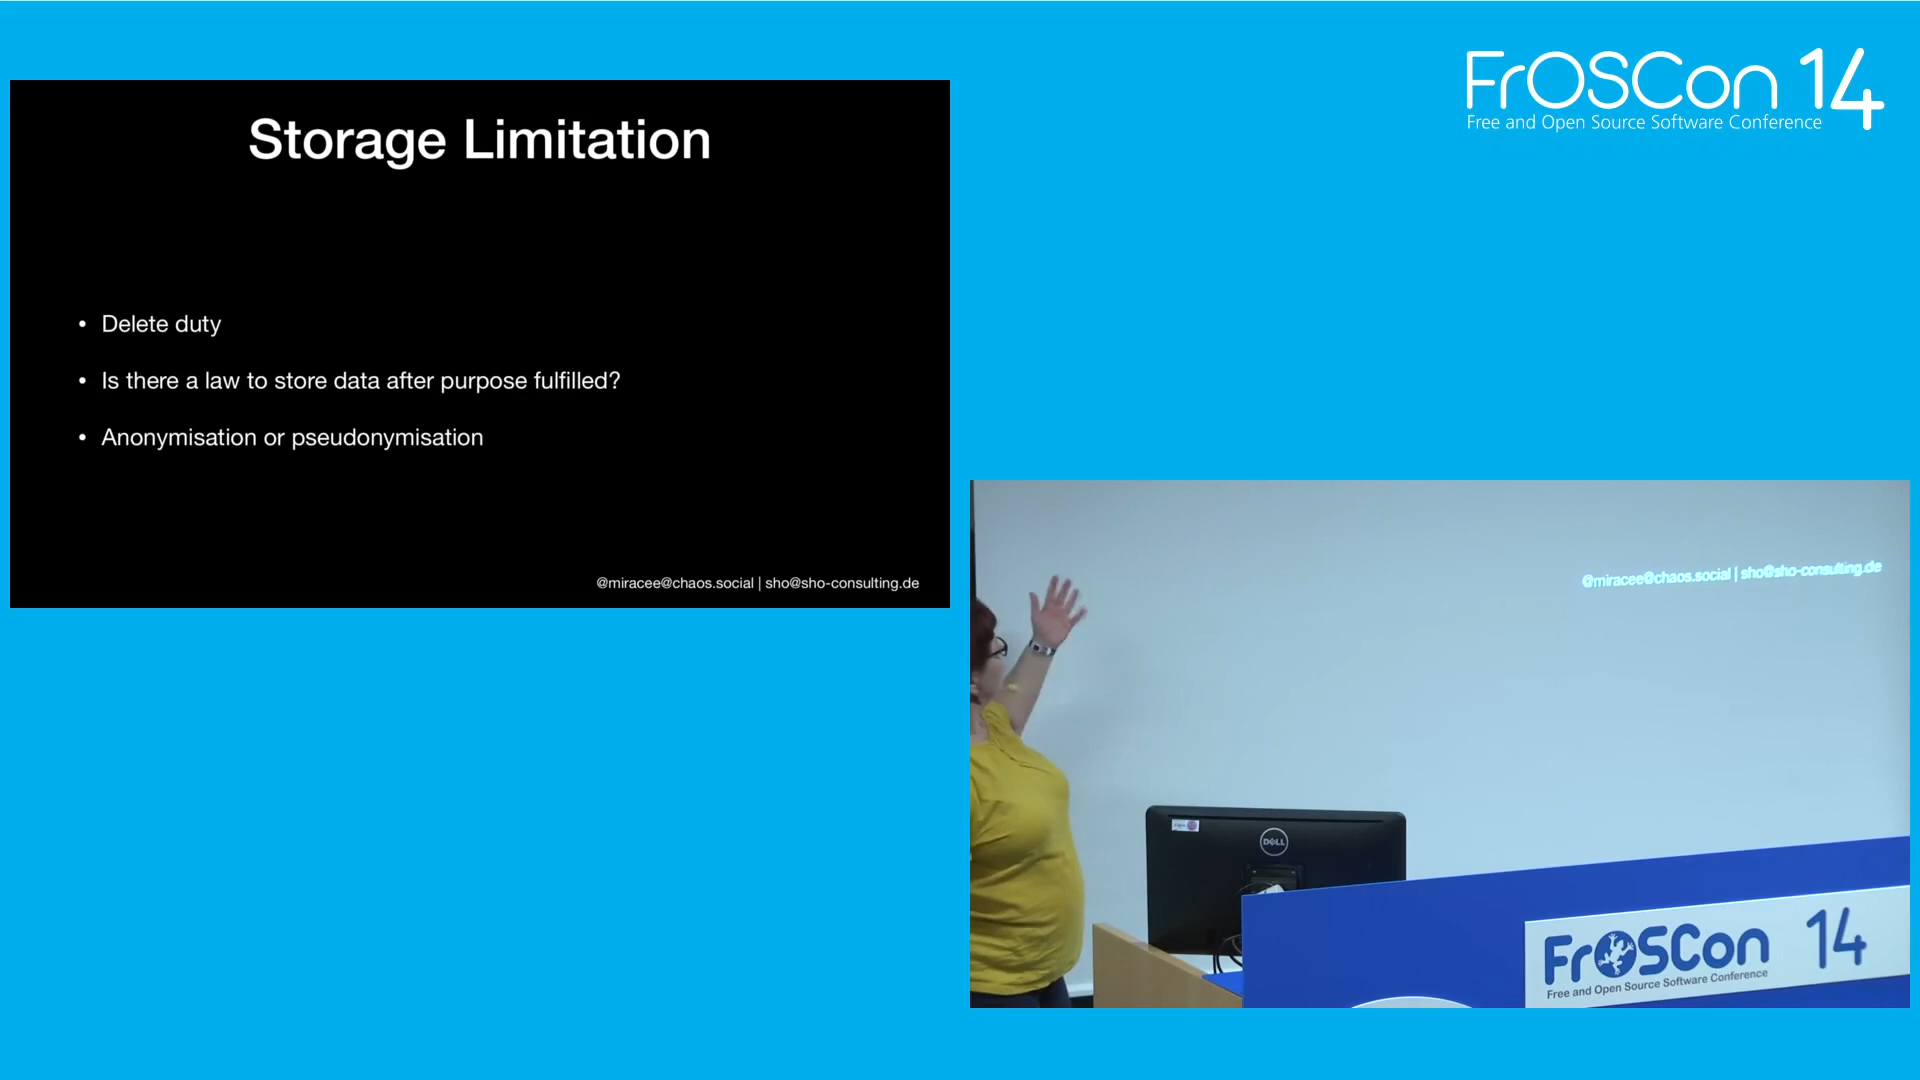 FrOSCon 14
Free and Open Source Software Conference
Storage Limitation
• Delete duty
• Is there a law to store data after purpose fulfilled?
• Anonymisation or pseudonymisation
@miracee@chaos.social | sho@sho-consulting.de
@miracee@chaos.social | sho@sho-consulting.de
DELL
FrOSCon 14
Free and Open Source Software Conference